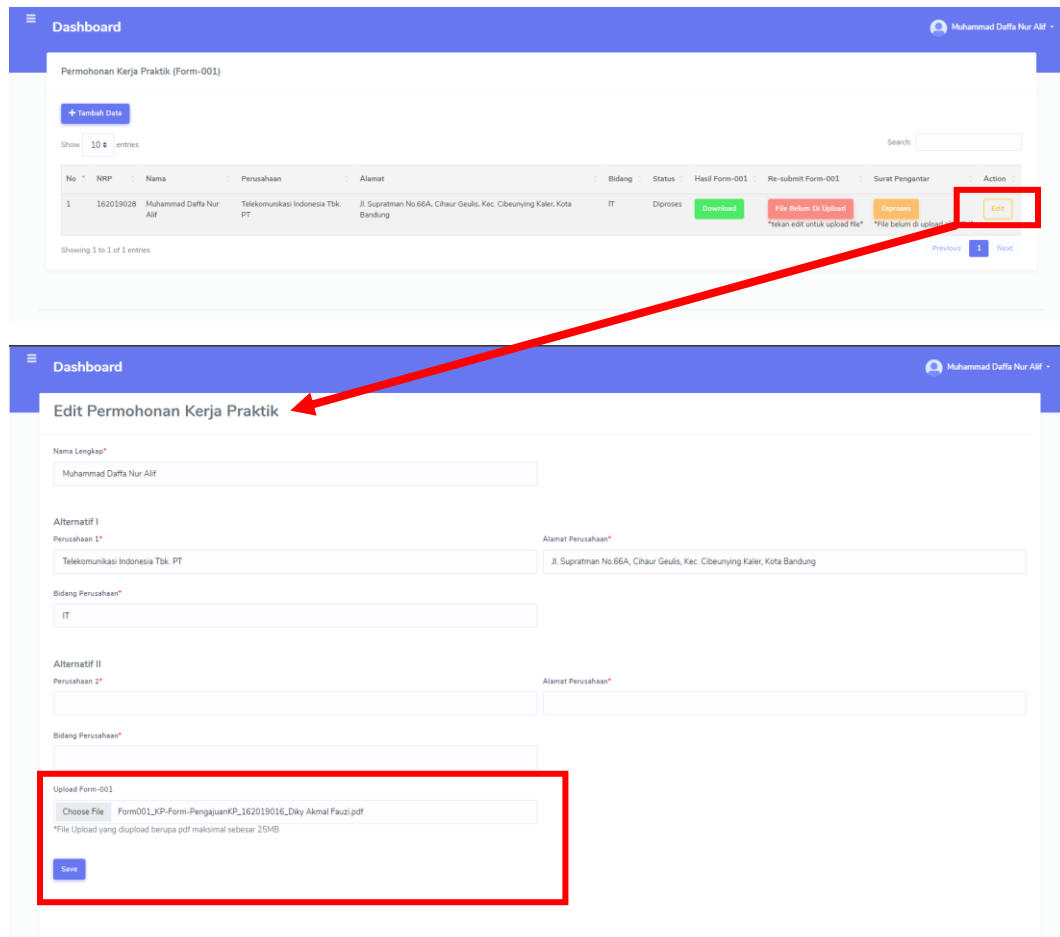 Dashboard
Muhammad Daffa Nur Alif
Permohonan Kerja Praktik (Form-001)
+ Tambah Data
Show 10 entries
Search:
No NRP Nama Perusahaan Alamat Bidang Status Hasil Form-001 Re-submit Form-001 Surat Pengantar Action
1 162019028 Muhammad Daffa Nur Telekomunikasi Indonesia Tbk. Jl. Supratman No.66A, Cihaur Geulis, Kec. Cibeunying Kaler, Kota IT Diproses Download File Belum Di Upload Diproses Edit
Alif PT Bandung
*tekan edit untuk upload file* *File belum di upload
Showing 1 to 1 of 1 entries
Previous 1 Next
Dashboard
Muhammad Daffa Nur Alif
Edit Permohonan Kerja Praktik
Nama Lengkap*
Muhammad Daffa Nur Alif
Alternatif I
Perusahaan 1* Alamat Perusahaan*
Telekomunikasi Indonesia Tbk. PT Jl. Supratman No.66A, Cihaur Geulis, Kec. Cibeunying Kaler, Kota Bandung
Bidang Perusahaan*
IT
Alternatif II
Perusahaan 2* Alamat Perusahaan*
Bidang Perusahaan*
Upload Form-001
Choose File Form001_KP-Form-PengajuanKP_162019016_Diky Akmal Fauzi.pdf
*File Upload yang diupload berupa pdf maksimal sebesar 25MB
Save